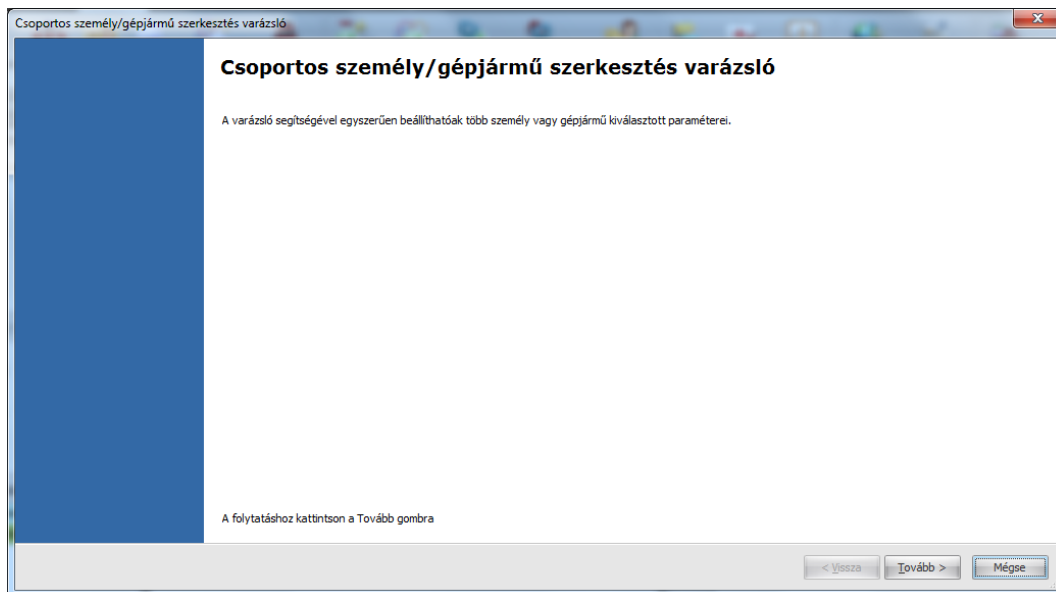 Csoportos személy/gépjármű szerkesztés varázsló
Csoportos személy/gépjármű szerkesztés varázsló
A varázsló segítségével egyszerűen beállíthatóak több személy vagy gépjármű kiválasztott paraméterei.
A folytatáshoz kattintson a Tovább gombra
< Vissza
Tovább >
Mégse